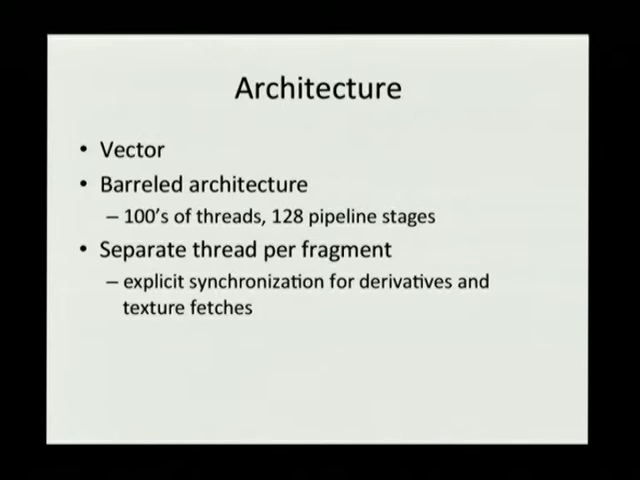 Architecture
• Vector
• Barreled architecture
– 100's of threads, 128 pipeline stages
• Separate thread per fragment
– explicit synchronization for derivatives and
texture fetches